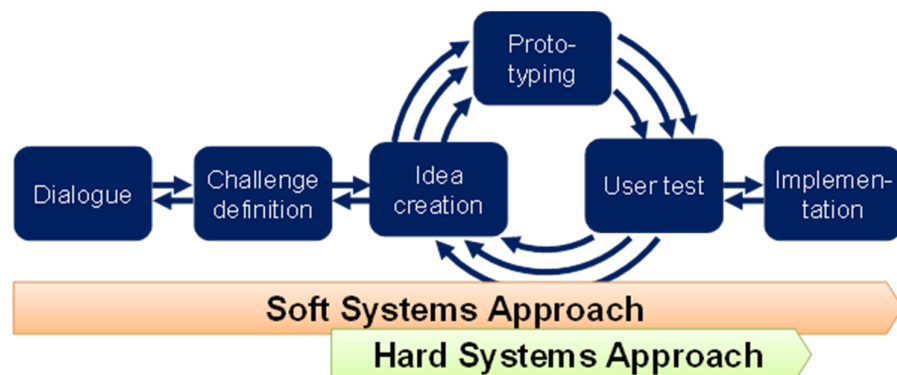 Proto-
typing
Dialogue
Challenge
definition
Idea
creation
User test
Implemen-
tation
Soft Systems Approach
Hard Systems Approach